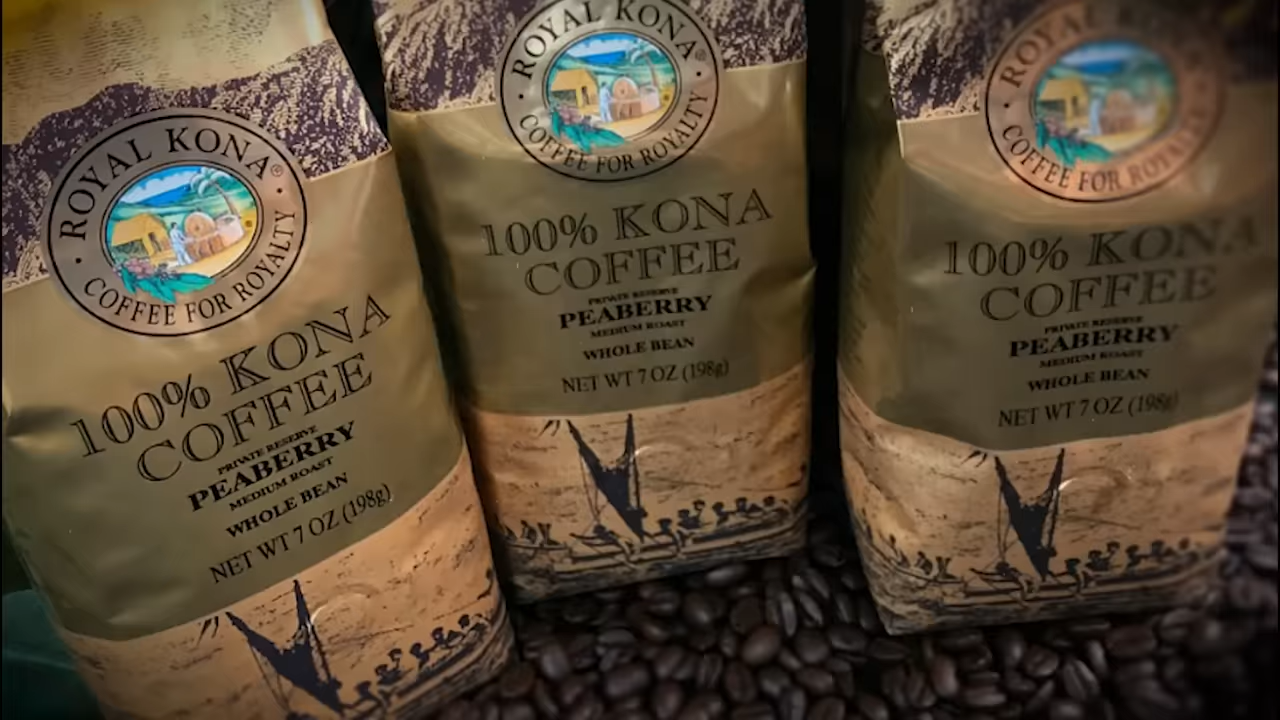 ROYAL KONA®
COFFEE FOR ROYALTY
100% KONA
COFFEE
PRIVATE RESERVE
PEABERRY
MEDIUM ROAST
WHOLE BEAN
NET WT 7 OZ (198g)
ROYAL KONA®
COFFEE FOR ROYALTY
100% KONA
COFFEE
PRIVATE RESERVE
PEABERRY
MEDIUM ROAST
WHOLE BEAN
NET WT 7 OZ (198g)
ROYAL KONA
COFFEE FOR ROYALTY
100% KONA
COFFEE
PRIVATE RESERVE
PEABERRY
MEDIUM ROAST
WHOLE BEAN
NET WT 7 OZ (198g)